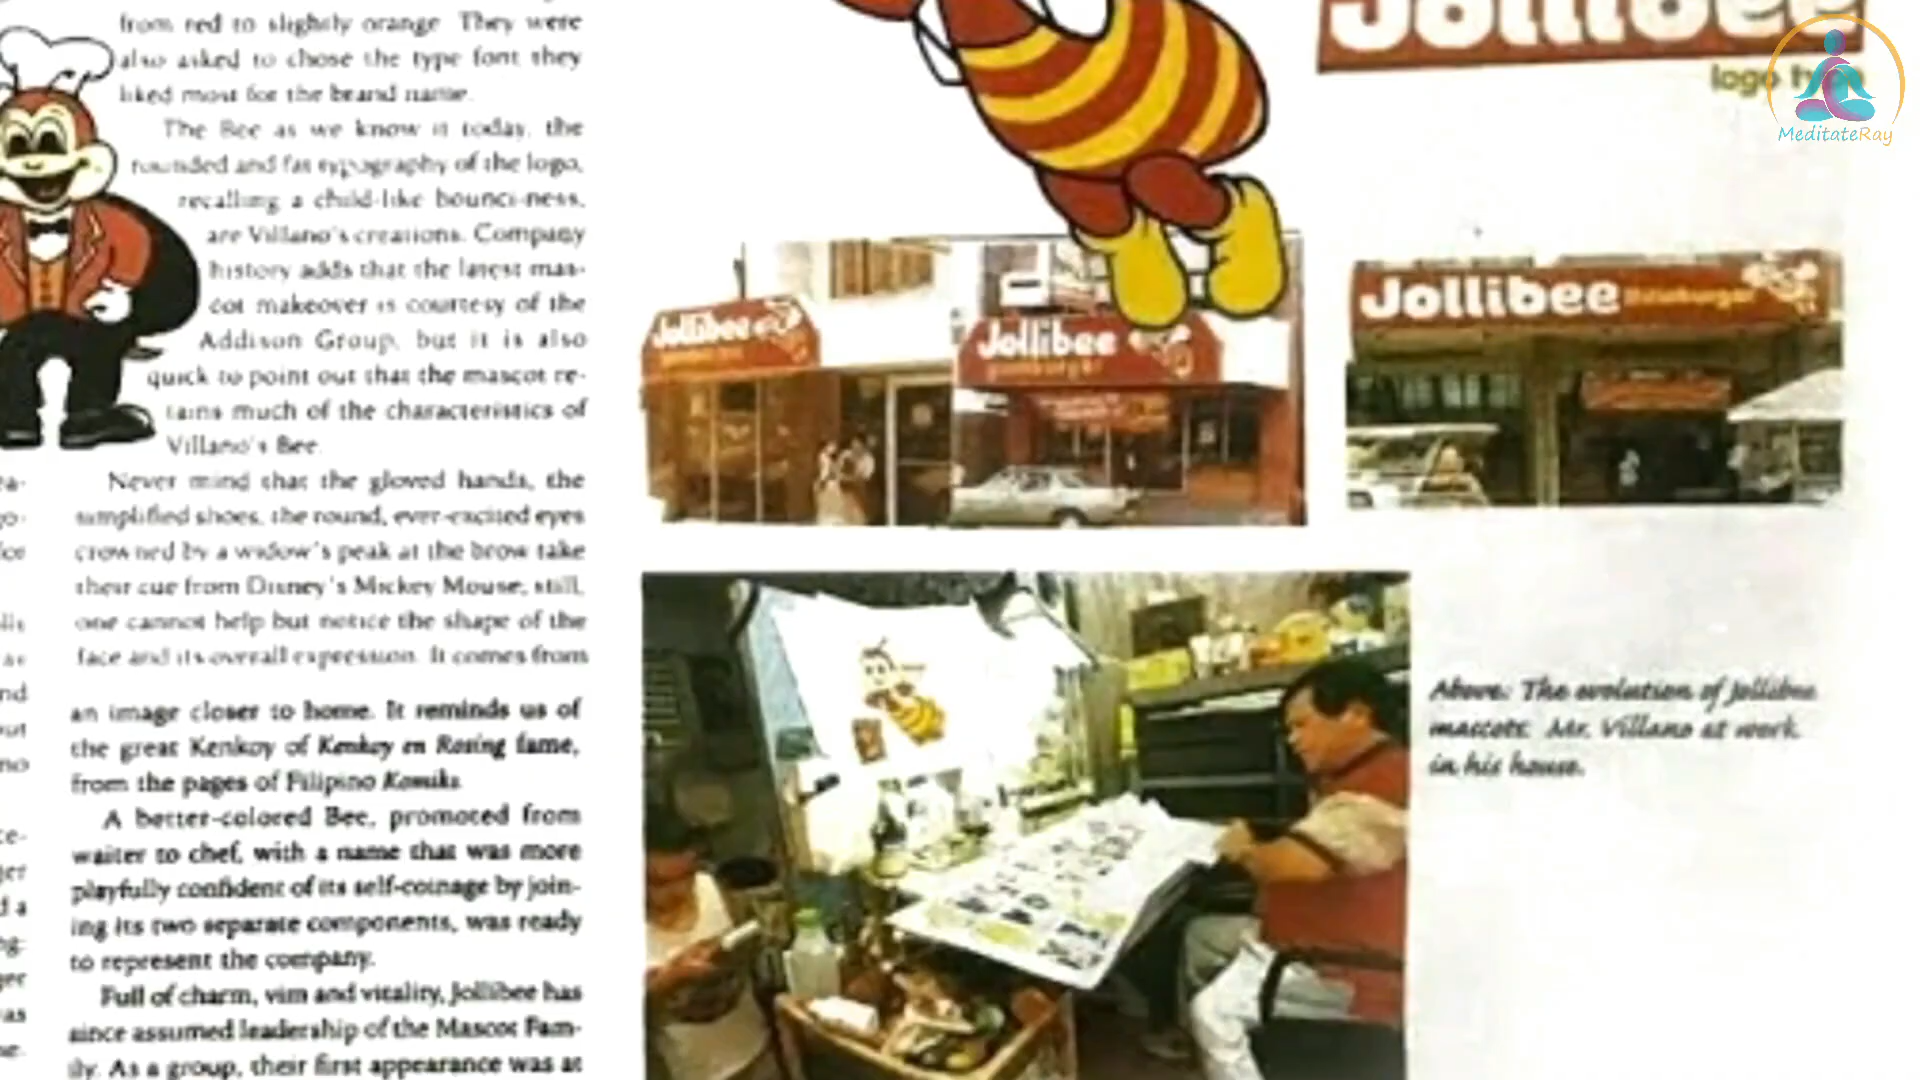 from red to slightly orange. They were
also asked to chose the type font they
liked most for the brand name.
The Bee as we know it today, the
rounded and fat typography of the logo,
recalling a child-like bounci-ness,
are Villano's creations. Company
history adds that the latest mas-
cot makeover is courtesy of the
Addison Group, but it is also
quick to point out that the mascot re-
tains much of the characteristics of
Villano's Bee.
Never mind that the gloved hands, the
simplified shoes, the round, ever-excited eyes
crowned by a widow's peak at the brow take
their cue from Disney's Mickey Mouse, still,
one cannot help but notice the shape of the
face and its overall expression. It comes from
an image closer to home. It reminds us of
the great Kenkoy of Kenkoy en Rosing fame,
from the pages of Filipino Komiks.
A better-colored Bee, promoted from
waiter to chef, with a name that was more
playfully confident of its self-coinage by join-
ing its two separate components, was ready
to represent the company.
Full of charm, vim and vitality, Jollibee has
since assumed leadership of the Mascot Fam-
ily. As a group, their first appearance was at
Jollibee
logo type
MeditateRay
Jollibee
Jollibee
Jollibee
Above: The evolution of Jollibee
mascots. Mr. Villano at work
in his house.